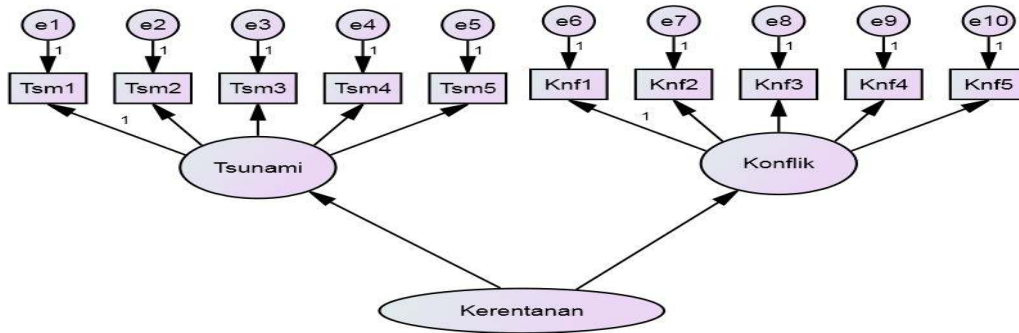 e1 e2 e3 e4 e5 e6 e7 e8 e9 e10
1 1 1 1 1 1 1 1 1 1
Tsm1 Tsm2 Tsm3 Tsm4 Tsm5 Knf1 Knf2 Knf3 Knf4 Knf5
1 1
Tsunami Konflik
Kerentanan